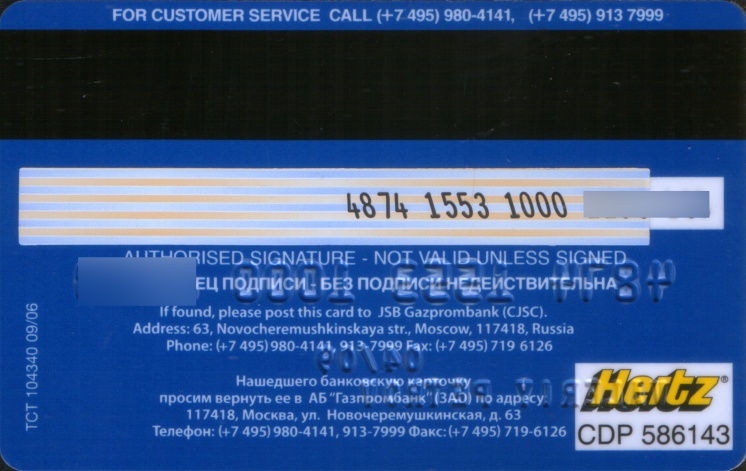 FOR CUSTOMER SERVICE CALL (+7 495) 980-4141, (+7 495) 913 7999
4874 1553 1000
AUTHORISED SIGNATURE - NOT VALID UNLESS SIGNED
ПОДПИСИ - БЕЗ ПОДПИСИ НЕДЕЙСТВИТЕЛЬНА
If found, please post this card to JSB Gazprombank (CJSC).
Address: 63, Novocheremushkinskaya str., Moscow, 117418, Russia
Phone: (+7 495) 980-4141, 913-7999 Fax: (+7 495) 719 6126
Нашедшего банковскую карточку
просим вернуть ее в АБ "Газпромбанк" (ЗАО) по адресу
117418, Москва, ул. Новочеремушкинская, д. 63
Телефон: (+7 495) 980-4141, 913-7999 Факс: (+7 495) 719-6126
TCT 104340 09/06
Hertz®
CDP 586143